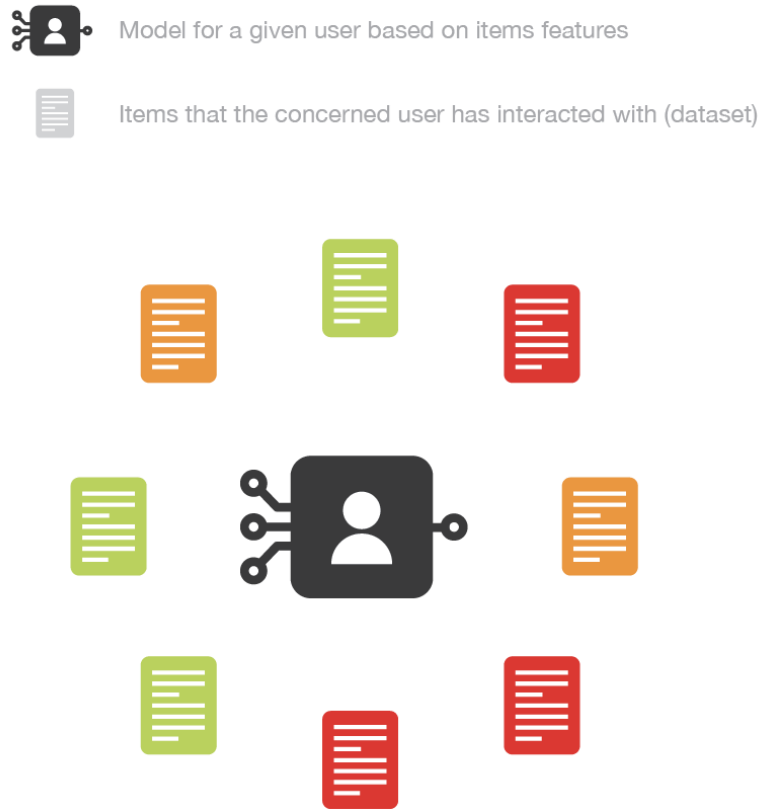 Model for a given user based on items features
Items that the concerned user has interacted with (dataset)